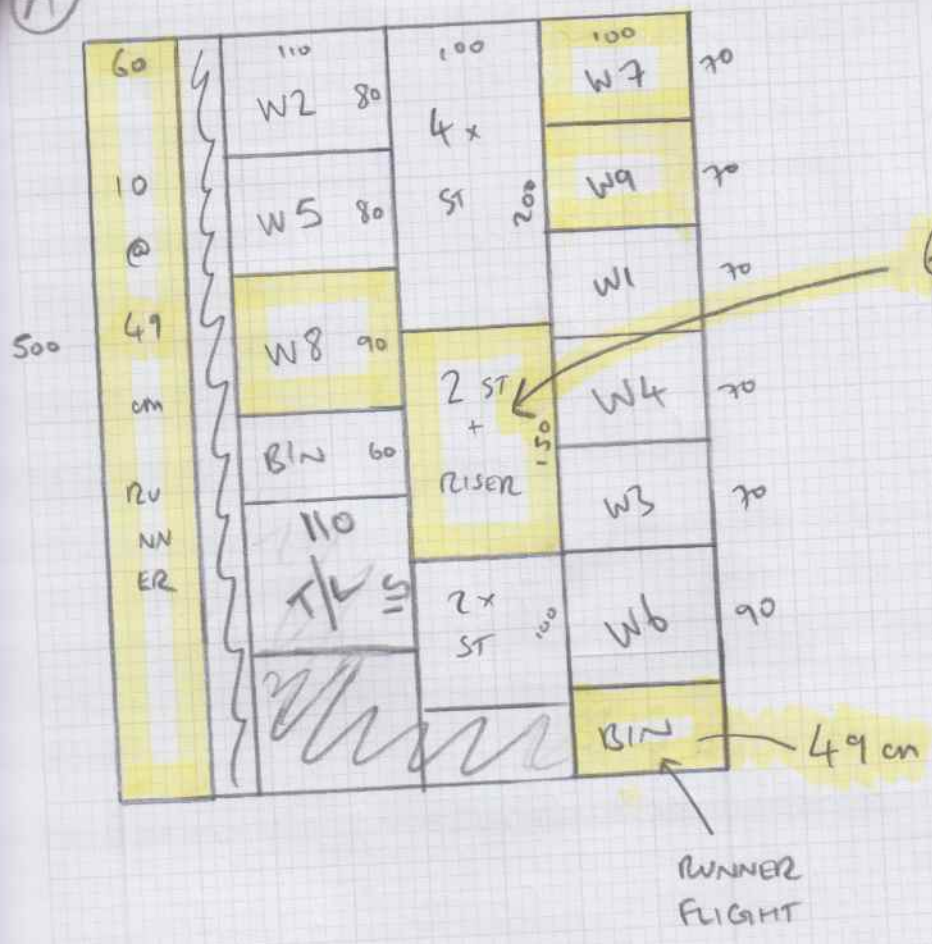 A
60
10
@
49
cm
RU
NN
ER
500
110
W2 80
W5 80
W8 90
BIN 60
110
T/L 115
100
4 x
ST
200
2 ST
+
RISER
150
2 x
ST
100
100
W7 70
W9 70
W1 70
W4 70
W3 70
W6 90
BIN 49 cm
RUNNER
FLIGHT